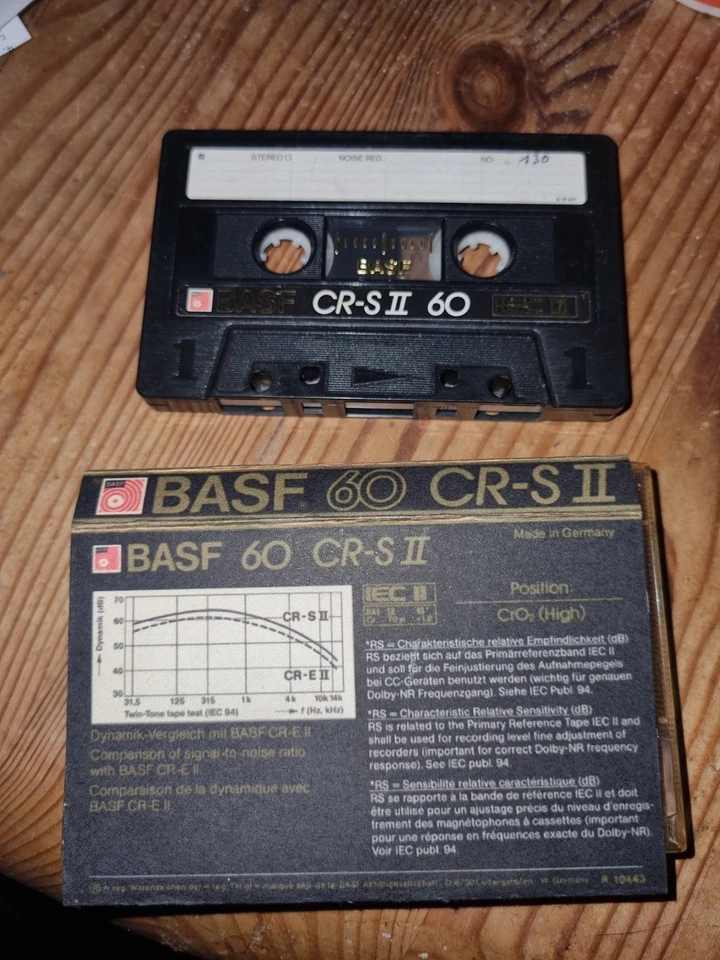 STEREO NOISE RED. NO. 130
BASF
BASF CR-S II 60 IEC II
1 1
BASF
BASF 60 CR-S II
Made in Germany
BASF 60 CR-S II
Dynamik (dB)
70
60
50
40
30
CR-S II
CR-E II
31,5 125 315 1k 4k 10k 14k
Twin-Tone tape test (IEC 94) f (Hz, kHz)
Dynamik-Vergleich mit BASF CR-E II
Comparison of signal-to-noise ratio
with BASF CR-E II
Comparaison de la dynamique avec
BASF CR-E II
IEC II
Position:
CrO₂ (High)
*RS = Charakteristische relative Empfindlichkeit (dB)
RS bezieht sich auf das Primärreferenzband IEC II
und soll für die Feinjustierung des Aufnahmepegels
bei CC-Geräten benutzt werden (wichtig für genauen
Dolby-NR Frequenzgang). Siehe IEC Publ. 94.
*RS = Characteristic Relative Sensitivity (dB)
RS is related to the Primary Reference Tape IEC II and
shall be used for recording level fine adjustment of
recorders (important for correct Dolby-NR frequency
response). See IEC publ. 94.
*RS = Sensibilité relative caractéristique (dB)
RS se rapporte à la bande de référence IEC II et doit
être utilisé pour un ajustage précis du niveau d'enregis-
trement des magnétophones à cassettes (important
pour une réponse en fréquences exacte du Dolby-NR).
Voir IEC publ. 94.
R 10443